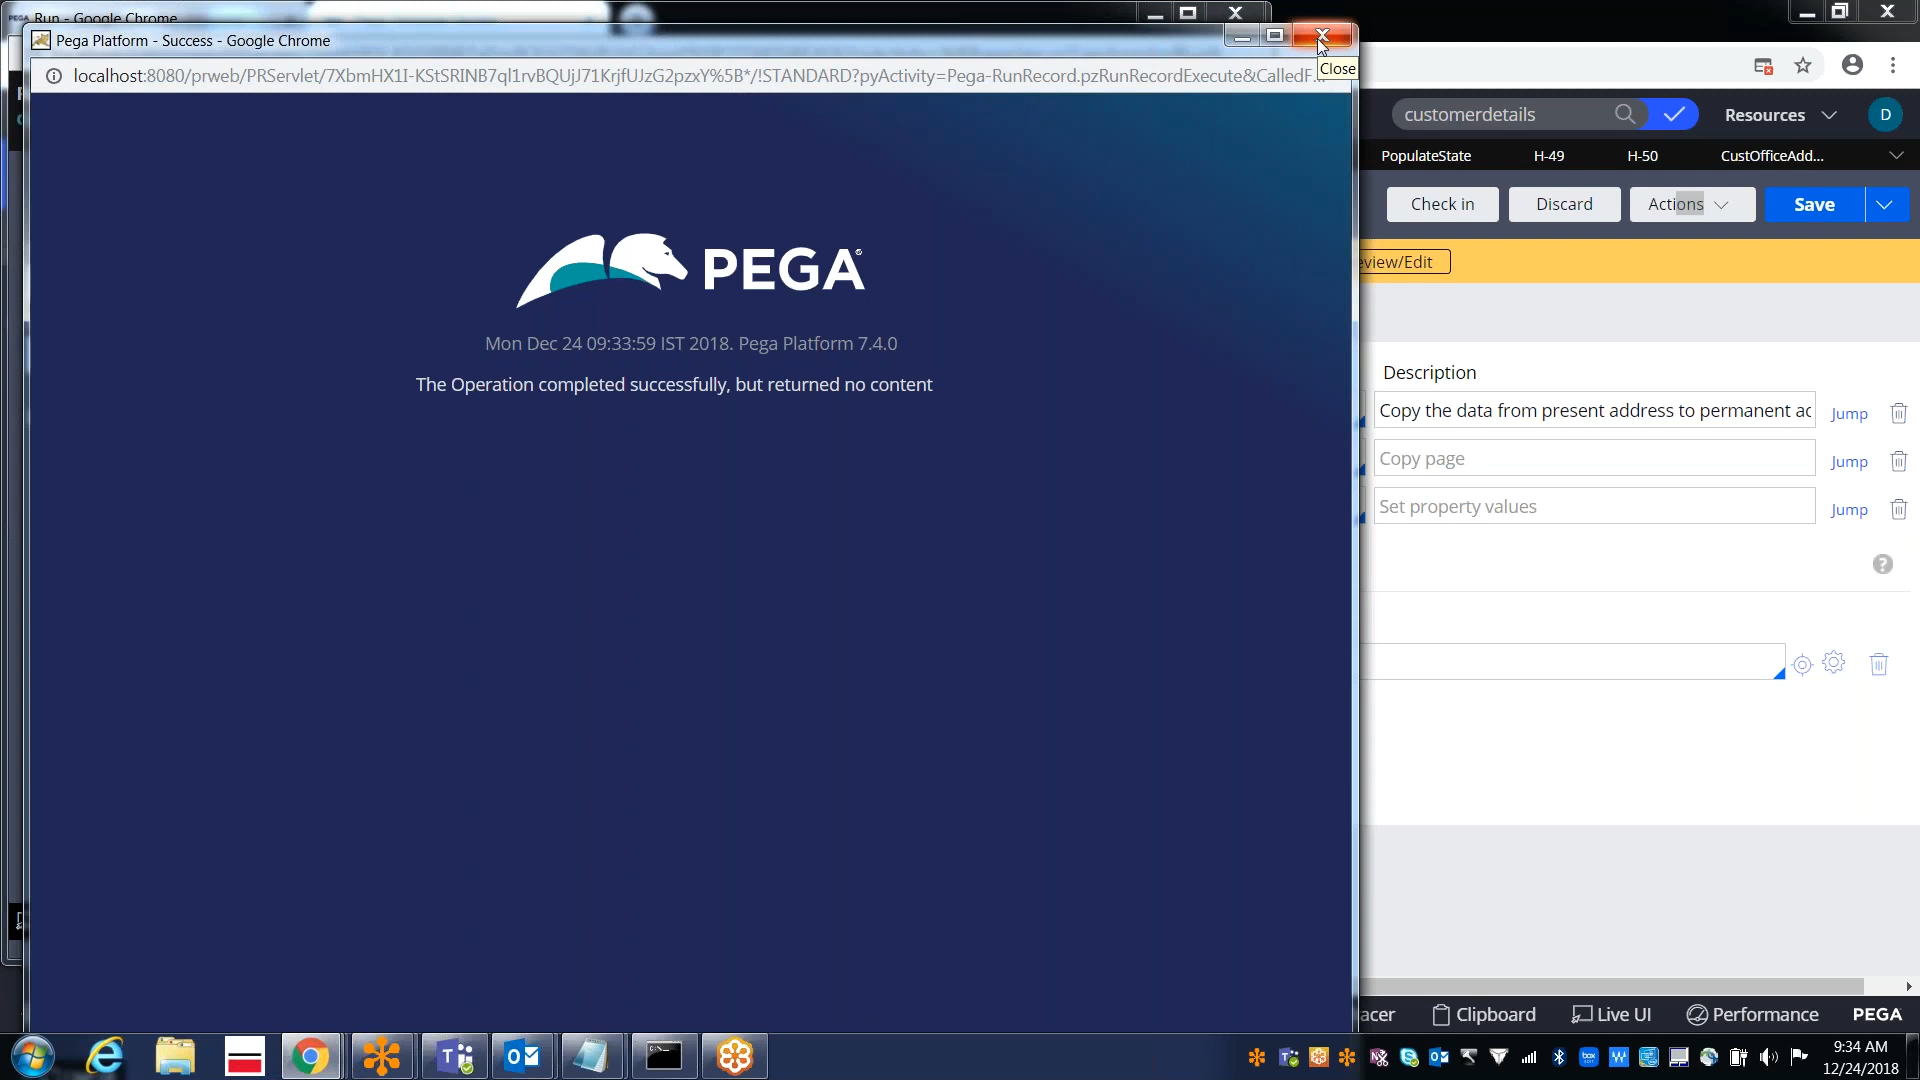 Run - Google Chrome
Pega Platform - Success - Google Chrome
Close
localhost:8080/prweb/PRServlet/7XbmHX1I-KStSRINB7ql1rvBQUjJ71KrjfUJzG2pzxY%5B*/!STANDARD?pyActivity=Pega-RunRecord.pzRunRecordExecute&CalledF...
customerdetails
Resources
D
PopulateState
H-49
H-50
CustOfficeAdd...
Check in
Discard
Actions
Save
eview/Edit
PEGA
Mon Dec 24 09:33:59 IST 2018. Pega Platform 7.4.0
The Operation completed successfully, but returned no content
Description
Copy the data from present address to permanent ac
Jump
Copy page
Jump
Set property values
Jump
acer
Clipboard
Live UI
Performance
PEGA
9:34 AM
12/24/2018